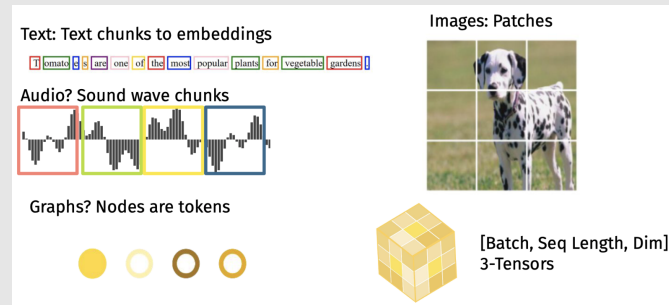 Text: Text chunks to embeddings
Tomatoes are one of the most popular plants for vegetable gardens.
Audio? Sound wave chunks
Graphs? Nodes are tokens
Images: Patches
[Batch, Seq Length, Dim]
3-Tensors